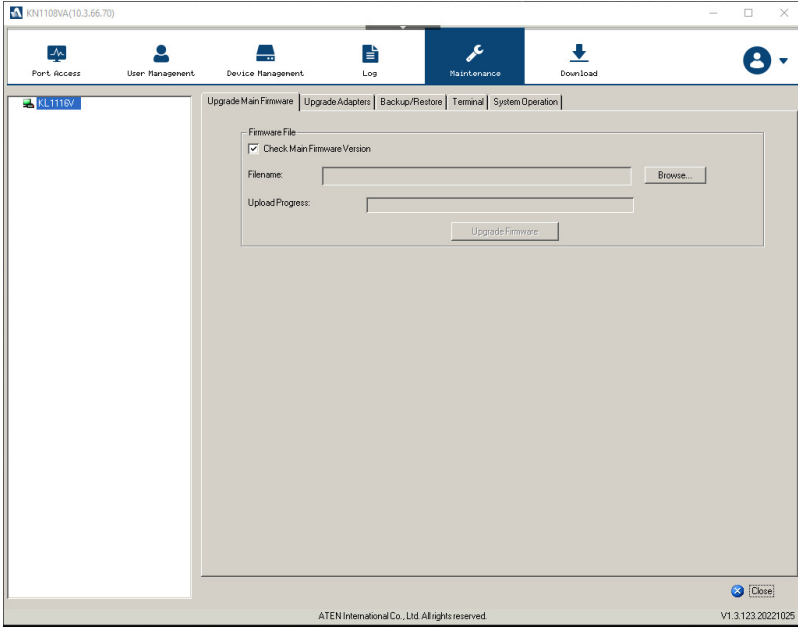 KN1108VA(10.3.66.70)
Port Access User Management Device Management Log Maintenance Download
KL1116V
Upgrade Main Firmware Upgrade Adapters Backup/Restore Terminal System Operation
Firmware File
Check Main Firmware Version
Filename: Browse...
Upload Progress:
Upgrade Firmware
Close
ATEN International Co., Ltd. All rights reserved. V1.3.123.20221025